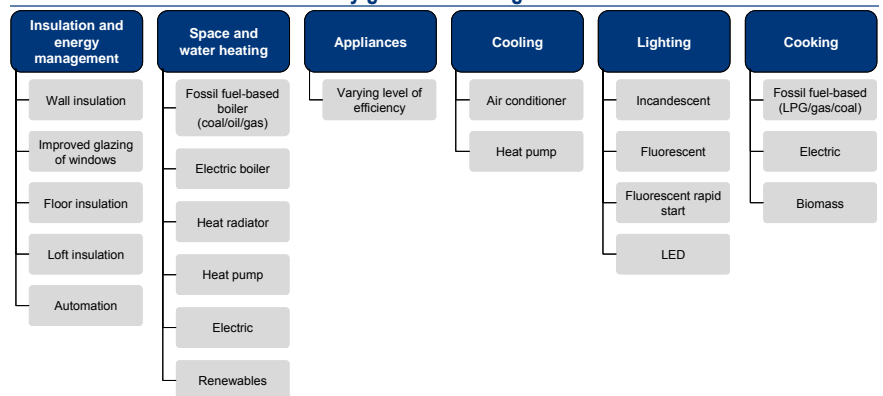 Insulation and
energy
management
Wall insulation
Improved glazing
of windows
Floor insulation
Loft insulation
Automation
Space and
water heating
Fossil fuel-based
boiler
(coal/oil/gas)
Electric boiler
Heat radiator
Heat pump
Electric
Renewables
Appliances
Varying level of
efficiency
Cooling
Air conditioner
Heat pump
Lighting
Incandescent
Fluorescent
Fluorescent rapid
start
LED
Cooking
Fossil fuel-based
(LPG/gas/coal)
Electric
Biomass